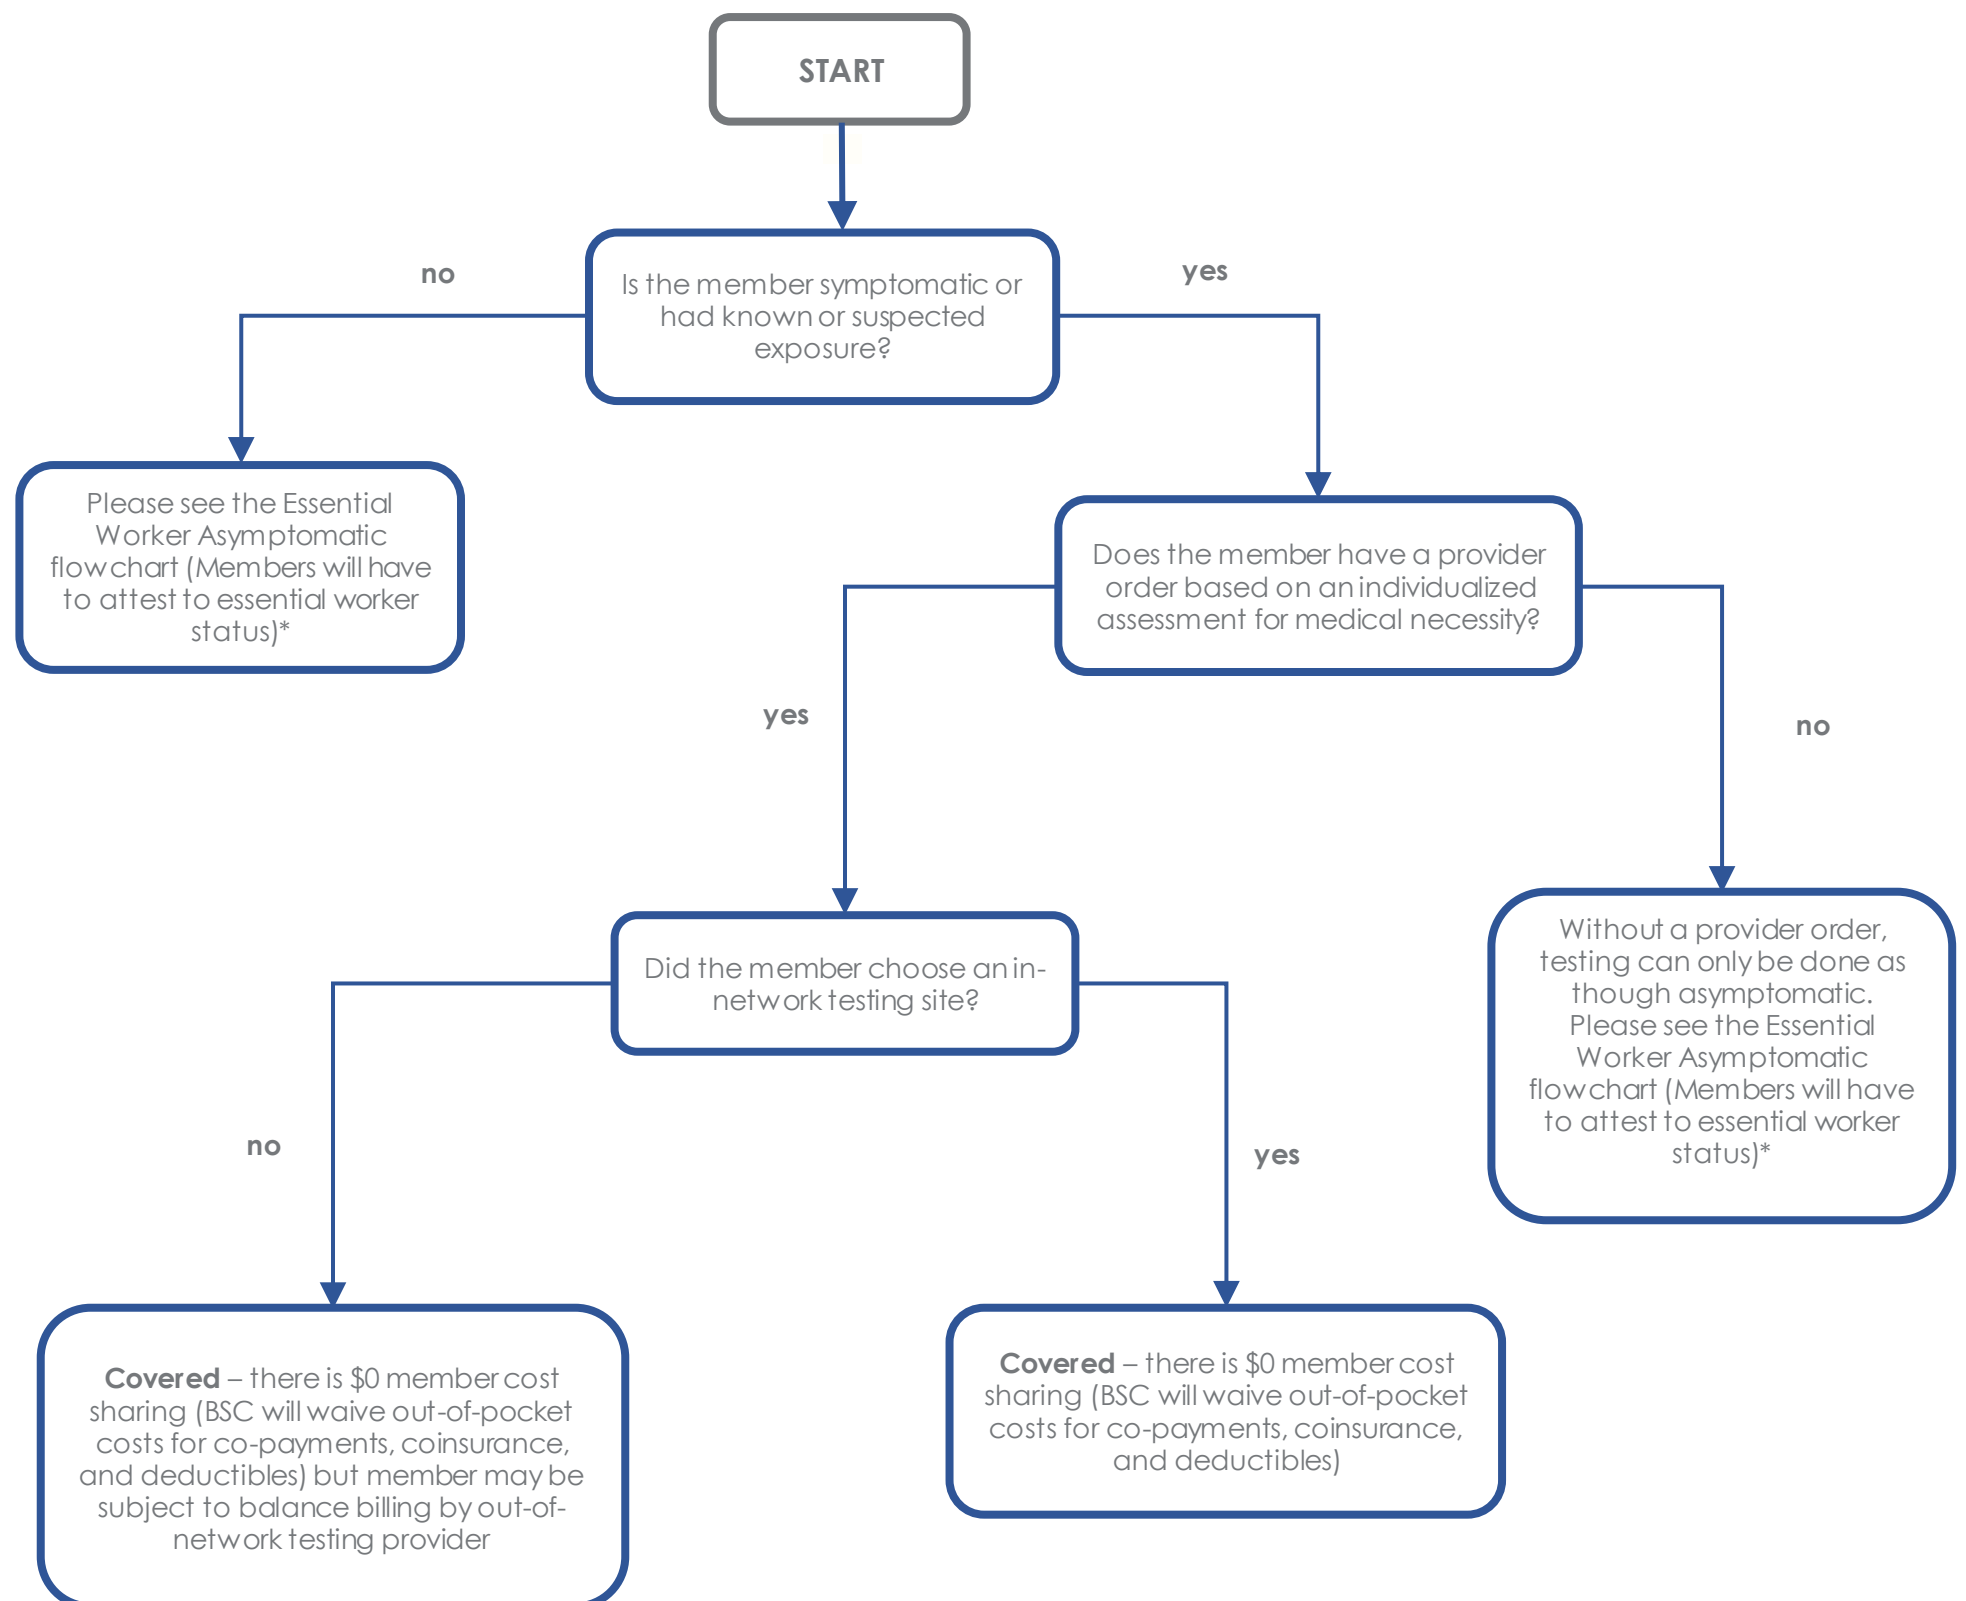 START
no
yes
Is the member symptomatic or
had known or suspected
exposure?
Please see the Essential
Worker Asymptomatic
flowchart (Members will have
to attest to essential worker
status)*
Does the member have a provider
order based on an individualized
assessment for medical necessity?
yes
no
Without a provider order,
testing can only be done as
though asymptomatic.
Please see the Essential
Worker Asymptomatic
flowchart (Members will have
to attest to essential worker
status)*
Did the member choose an in-
network testing site?
no
yes
Covered – there is $0 member cost
sharing (BSC will waive out-of-pocket
costs for co-payments, coinsurance,
and deductibles) but member may be
subject to balance billing by out-of-
network testing provider
Covered – there is $0 member cost
sharing (BSC will waive out-of-pocket
costs for co-payments, coinsurance,
and deductibles)